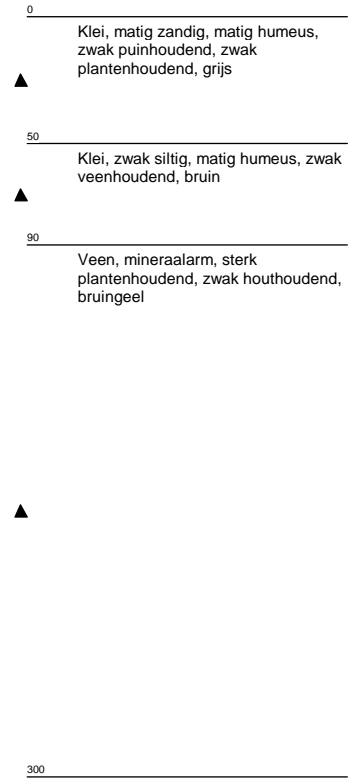 0
Klei, matig zandig, matig humeus,
zwak puinhoudend, zwak
plantenhoudend, grijs
50
Klei, zwak siltig, matig humeus, zwak
veenhoudend, bruin
90
Veen, mineraalarm, sterk
plantenhoudend, zwak houthoudend,
bruingeel
300